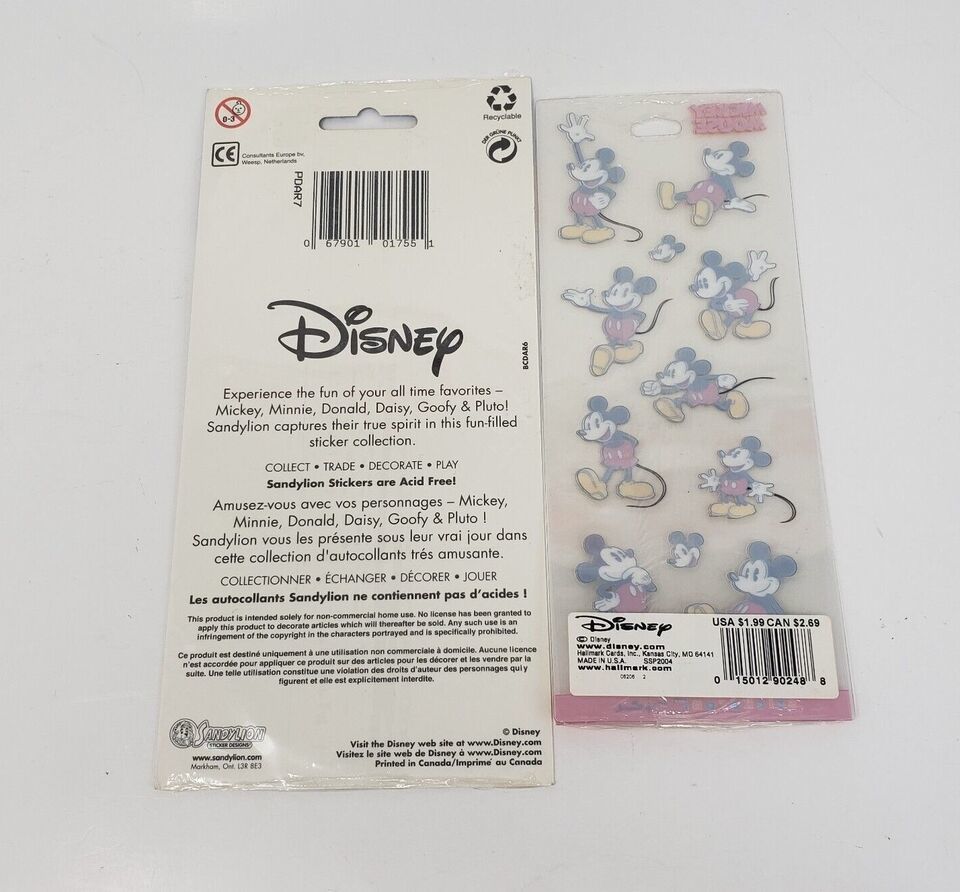 0-3
CE
Consultants Europe bv,
Weesp, Netherlands
Recyclable
DER GRÜNE PUNKT
PDAR7
0 67901 01755 1
Disney
BCDAR6
Experience the fun of your all time favorites –
Mickey, Minnie, Donald, Daisy, Goofy & Pluto!
Sandylion captures their true spirit in this fun-filled
sticker collection.
COLLECT • TRADE • DECORATE • PLAY
Sandylion Stickers are Acid Free!
Amusez-vous avec vos personnages – Mickey,
Minnie, Donald, Daisy, Goofy & Pluto !
Sandylion vous les présente sous leur vrai jour dans
cette collection d'autocollants trés amusante.
COLLECTIONNER • ÉCHANGER • DÉCORER • JOUER
Les autocollants Sandylion ne contiennent pas d'acides !
This product is intended solely for non-commercial home use. No license has been granted to
apply this product to decorate articles which will thereafter be sold. Any such use is an
infringement of the copyright in the characters portrayed and is specifically prohibited.
Ce produit est destiné uniquement à une utilisation non commerciale à domicile. Aucune licence
n'est accordée pour appliquer ce produit sur des articles pour les décorer et les vendre par la
suite. Une telle utilisation constitue une violation des droits d'auteur des personnages qui y
figurent et elle est explicitement interdite.
SANDYLION
STICKER DESIGNS
www.sandylion.com
Markham, Ont. L3R 8E3
© Disney
Visit the Disney web site at www.Disney.com
Visitez le site web de Disney à www.Disney.com
Printed in Canada/Imprimé au Canada
MICKEY
MOUSE
Disney
© Disney
www.disney.com
Hallmark Cards, Inc., Kansas City, MO 64141
MADE IN U.S.A. SSP2004
www.hallmark.com
06206 2
USA $1.99 CAN $2.69
0 15012 90248 8